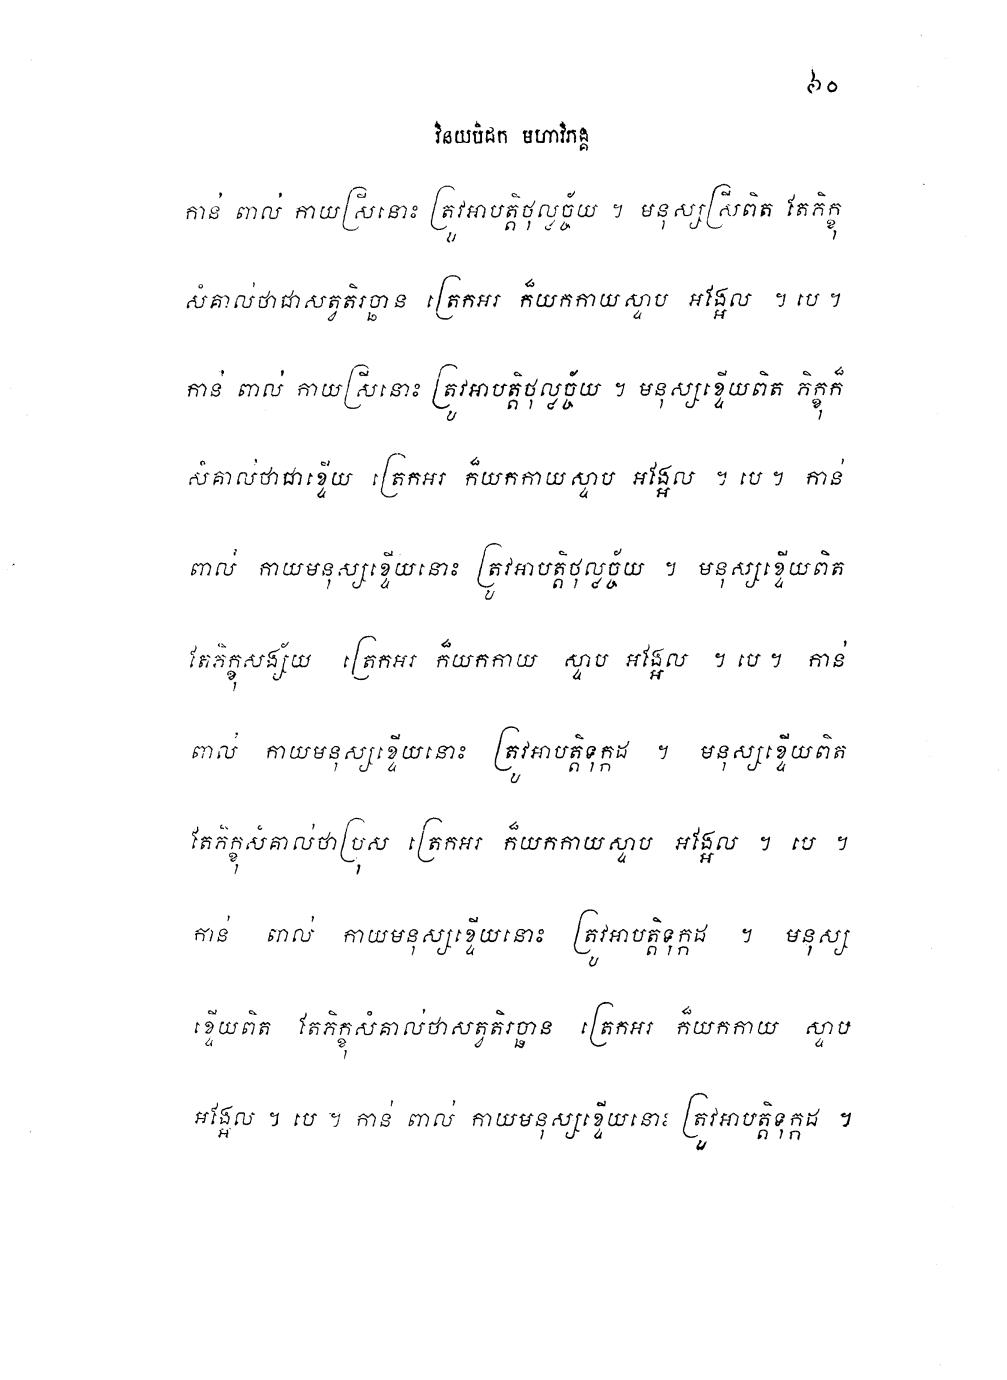 ៦០
វិនយបិដក មហាវិភង្គ
កាន់ ពាល់ កាយស្រីនោះ ត្រូវអាបត្តិថុល្លច្ច័យ ។ មនុស្សស្រីពិត តែភិក្ខុ
សំគាល់ថាជាសត្វតិរច្ឆាន ត្រេកអរ ក៏យកកាយស្ទាប អង្អែល ។ បេ ។
កាន់ ពាល់ កាយស្រីនោះ ត្រូវអាបត្តិថុល្លច្ច័យ ។ មនុស្សខ្ទើយពិត ភិក្ខុក៏
សំគាល់ថាជាខ្ទើយ ត្រេកអរ ក៏យកកាយស្ទាប អង្អែល ។ បេ ។ កាន់
ពាល់ កាយមនុស្សខ្ទើយនោះ ត្រូវអាបត្តិថុល្លច្ច័យ ។ មនុស្សខ្ទើយពិត
តែភិក្ខុសង្ស័យ ត្រេកអរ ក៏យកកាយ ស្ទាប អង្អែល ។ បេ ។ កាន់
ពាល់ កាយមនុស្សខ្ទើយនោះ ត្រូវអាបត្តិទុក្កដ ។ មនុស្សខ្ទើយពិត
តែភិក្ខុសំគាល់ថាប្រុស ត្រេកអរ ក៏យកកាយស្ទាប អង្អែល ។ បេ ។
កាន់ ពាល់ កាយមនុស្សខ្ទើយនោះ ត្រូវអាបត្តិទុក្កដ ។ មនុស្ស
ខ្ទើយពិត តែភិក្ខុសំគាល់ថាសត្វតិរច្ឆាន ត្រេកអរ ក៏យកកាយ ស្ទាប
អង្អែល ។ បេ ។ កាន់ ពាល់ កាយមនុស្សខ្ទើយនោះ ត្រូវអាបត្តិទុក្កដ ។